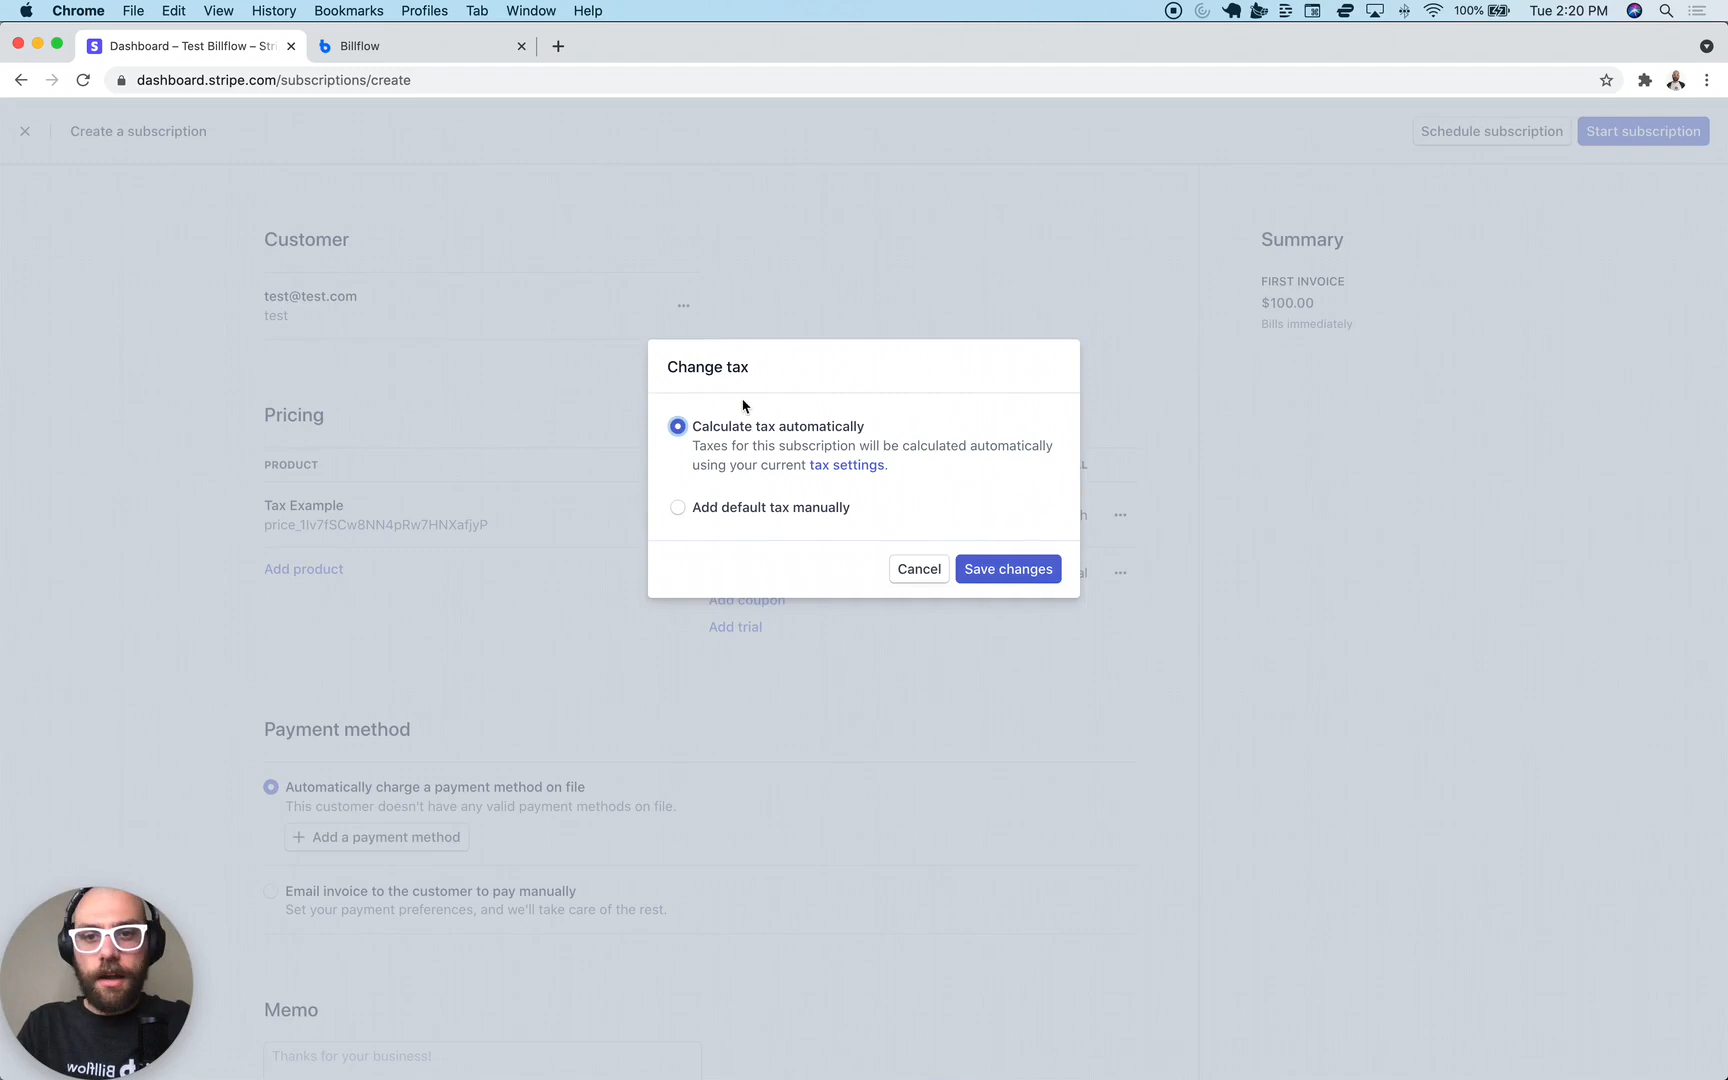 Chrome File Edit View History Bookmarks Profiles Tab Window Help 100% Tue 2:20 PM
Dashboard – Test Billflow – Stri
Billflow
dashboard.stripe.com/subscriptions/create
Create a subscription
Schedule subscription
Start subscription
Customer
test@test.com
test
Summary
FIRST INVOICE
$100.00
Bills immediately
Change tax
Calculate tax automatically
Taxes for this subscription will be calculated automatically
using your current tax settings.
Add default tax manually
Cancel
Save changes
Pricing
PRODUCT
L
Tax Example
price_1Iv7fSCw8NN4pRw7HNXafjyP
h
Add product
al
Add coupon
Add trial
Payment method
Automatically charge a payment method on file
This customer doesn't have any valid payment methods on file.
Add a payment method
Email invoice to the customer to pay manually
Set your payment preferences, and we'll take care of the rest.
Memo
Thanks for your business!
Billflow